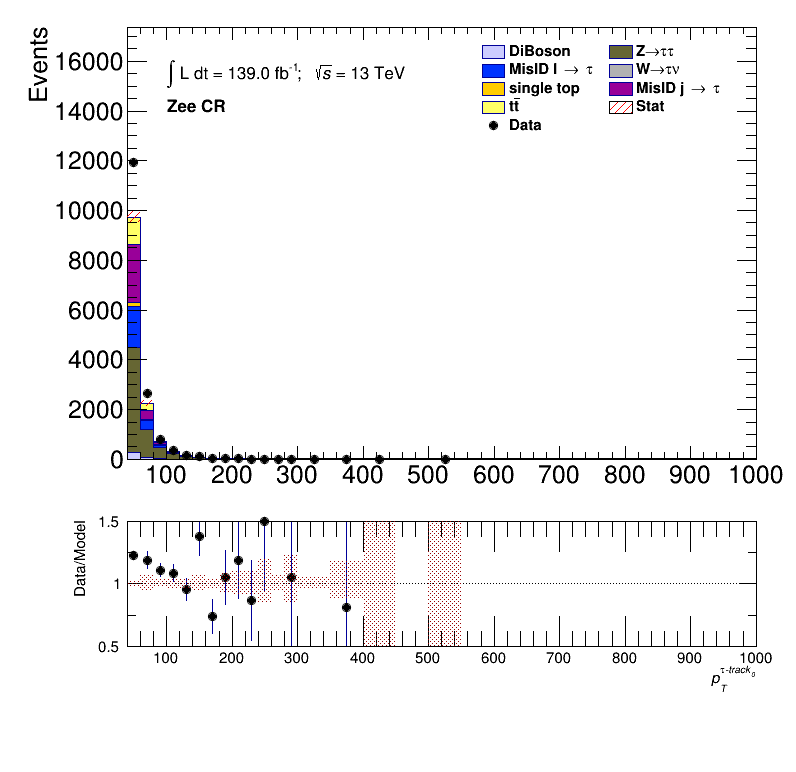 Events
16000
14000
12000
10000
8000
6000
4000
2000
0
∫ L dt = 139.0 fb⁻¹; √s = 13 TeV
Zee CR
DiBoson
MisID l → τ
single top
tt̄
Data
Z→ττ
W→τν
MisID j → τ
Stat
100 200 300 400 500 600 700 800 900 1000
Data/Model
1.5
1
0.5
100 200 300 400 500 600 700 800 900 1000
p_T^{τ-track_0}